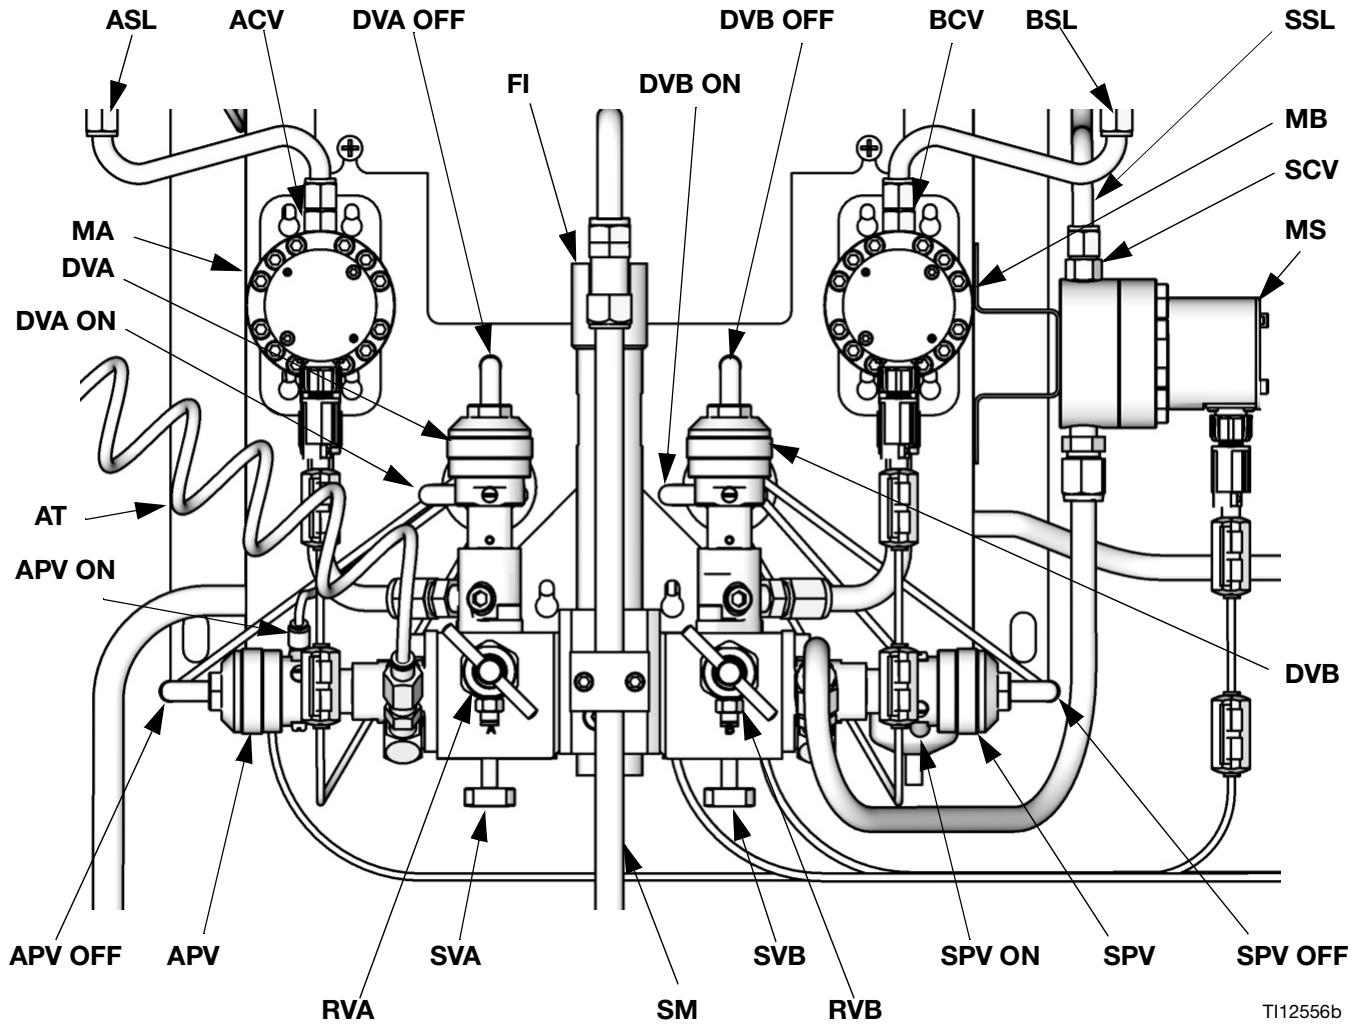 ASL ACV DVA OFF DVB OFF BCV BSL SSL
FI DVB ON
MB
SCV
MA MS
DVA
DVA ON
AT
APV ON
DVB
A B
APV OFF APV SVA SVB SPV ON SPV SPV OFF
RVA SM RVB
TI12556b